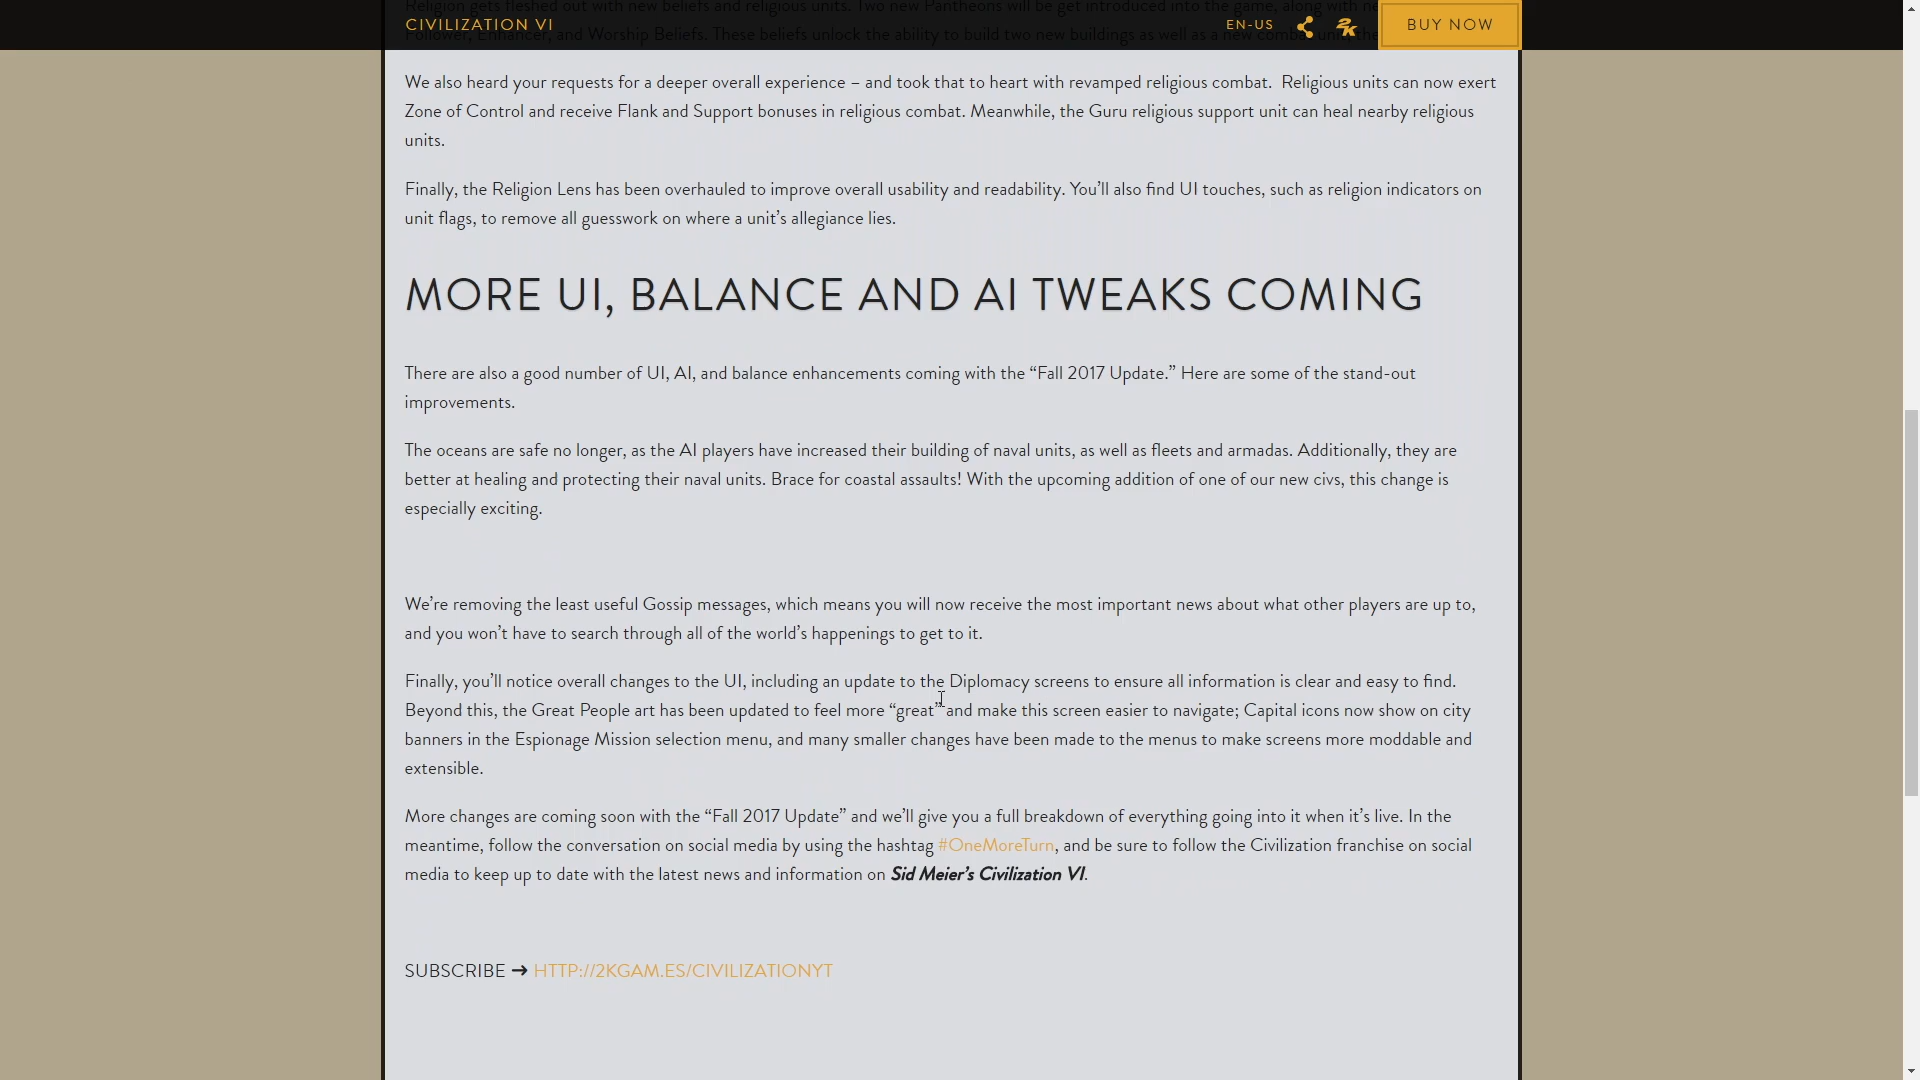 Religion gets fleshed out with new beliefs and religious units. Two new Pantheons will be get introduced into the game, along with
CIVILIZATION VI
EN-US
BUY NOW
Follower, Enhancer, and Worship Beliefs. These beliefs unlock the ability to build two new buildings as well as a new
We also heard your requests for a deeper overall experience – and took that to heart with revamped religious combat.  Religious units can now exert
Zone of Control and receive Flank and Support bonuses in religious combat. Meanwhile, the Guru religious support unit can heal nearby religious
units.
Finally, the Religion Lens has been overhauled to improve overall usability and readability. You’ll also find UI touches, such as religion indicators on
unit flags, to remove all guesswork on where a unit’s allegiance lies.
MORE UI, BALANCE AND AI TWEAKS COMING
There are also a good number of UI, AI, and balance enhancements coming with the “Fall 2017 Update.” Here are some of the stand-out
improvements.
The oceans are safe no longer, as the AI players have increased their building of naval units, as well as fleets and armadas. Additionally, they are
better at healing and protecting their naval units. Brace for coastal assaults! With the upcoming addition of one of our new civs, this change is
especially exciting.
We’re removing the least useful Gossip messages, which means you will now receive the most important news about what other players are up to,
and you won’t have to search through all of the world’s happenings to get to it.
Finally, you’ll notice overall changes to the UI, including an update to the Diplomacy screens to ensure all information is clear and easy to find.
Beyond this, the Great People art has been updated to feel more “great” and make this screen easier to navigate; Capital icons now show on city
banners in the Espionage Mission selection menu, and many smaller changes have been made to the menus to make screens more moddable and
extensible.
More changes are coming soon with the “Fall 2017 Update” and we’ll give you a full breakdown of everything going into it when it’s live. In the
meantime, follow the conversation on social media by using the hashtag #OneMoreTurn, and be sure to follow the Civilization franchise on social
media to keep up to date with the latest news and information on Sid Meier’s Civilization VI.
SUBSCRIBE ➜ HTTP://2KGAM.ES/CIVILIZATIONYT